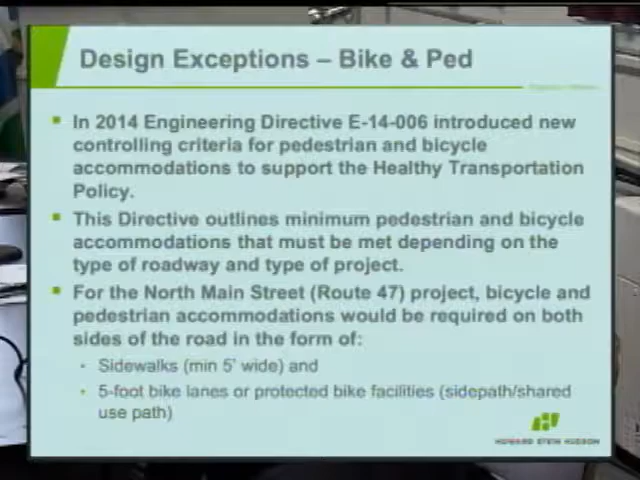 Design Exceptions – Bike & Ped
In 2014 Engineering Directive E-14-006 introduced new
controlling criteria for pedestrian and bicycle
accommodations to support the Healthy Transportation
Policy.
This Directive outlines minimum pedestrian and bicycle
accommodations that must be met depending on the
type of roadway and type of project.
For the North Main Street (Route 47) project, bicycle and
pedestrian accommodations would be required on both
sides of the road in the form of:
Sidewalks (min 5' wide) and
5-foot bike lanes or protected bike facilities (sidepath/shared
use path)
HOWARD STEIN HUDSON